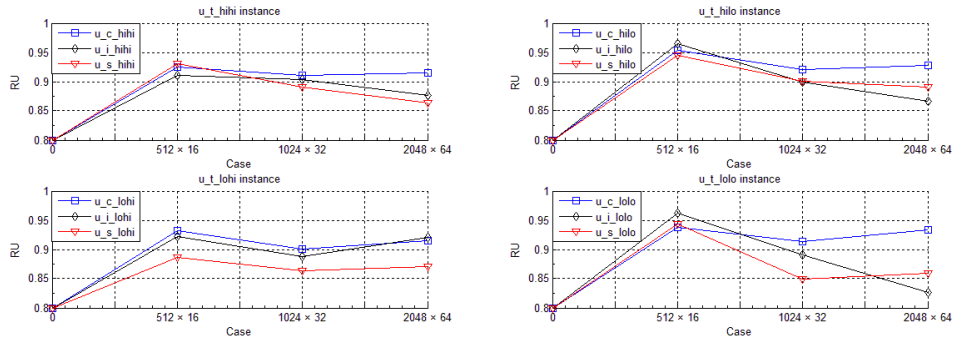 u_t_hihi instance
1
0.95
0.9
0.85
0.8
RU
u_c_hihi
u_i_hihi
u_s_hihi
0
512 × 16
1024 × 32
2048 × 64
Case
u_t_hilo instance
1
0.95
0.9
0.85
0.8
RU
u_c_hilo
u_i_hilo
u_s_hilo
0
512 × 16
1024 × 32
2048 × 64
Case
u_t_lohi instance
1
0.95
0.9
0.85
0.8
RU
u_c_lohi
u_i_lohi
u_s_lohi
0
512 × 16
1024 × 32
2048 × 64
Case
u_t_lolo instance
1
0.95
0.9
0.85
0.8
RU
u_c_lolo
u_i_lolo
u_s_lolo
0
512 × 16
1024 × 32
2048 × 64
Case